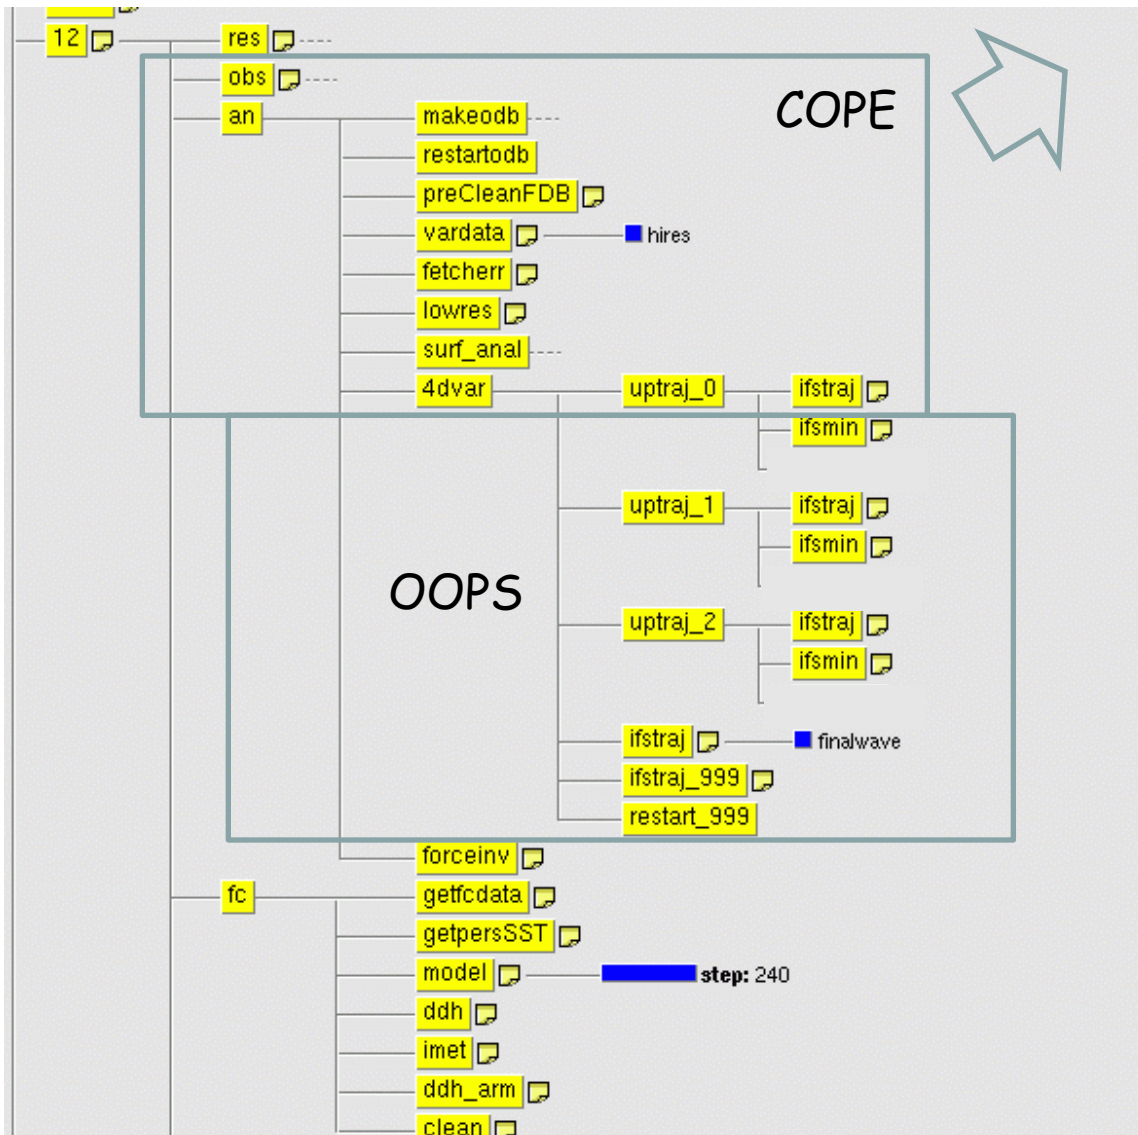 12 res
obs
COPE
an makeodb
restartodb
preCleanFDB
vardata hires
fetcherr
lowres
surf_anal
4dvar uptraj_0 ifstraj
ifsmin
uptraj_1 ifstraj
ifsmin
OOPS
uptraj_2 ifstraj
ifsmin
ifstraj finalwave
ifstraj_999
restart_999
forceinv
fc getfcdata
getpersSST
model step: 240
ddh
imet
ddh_arm
clean